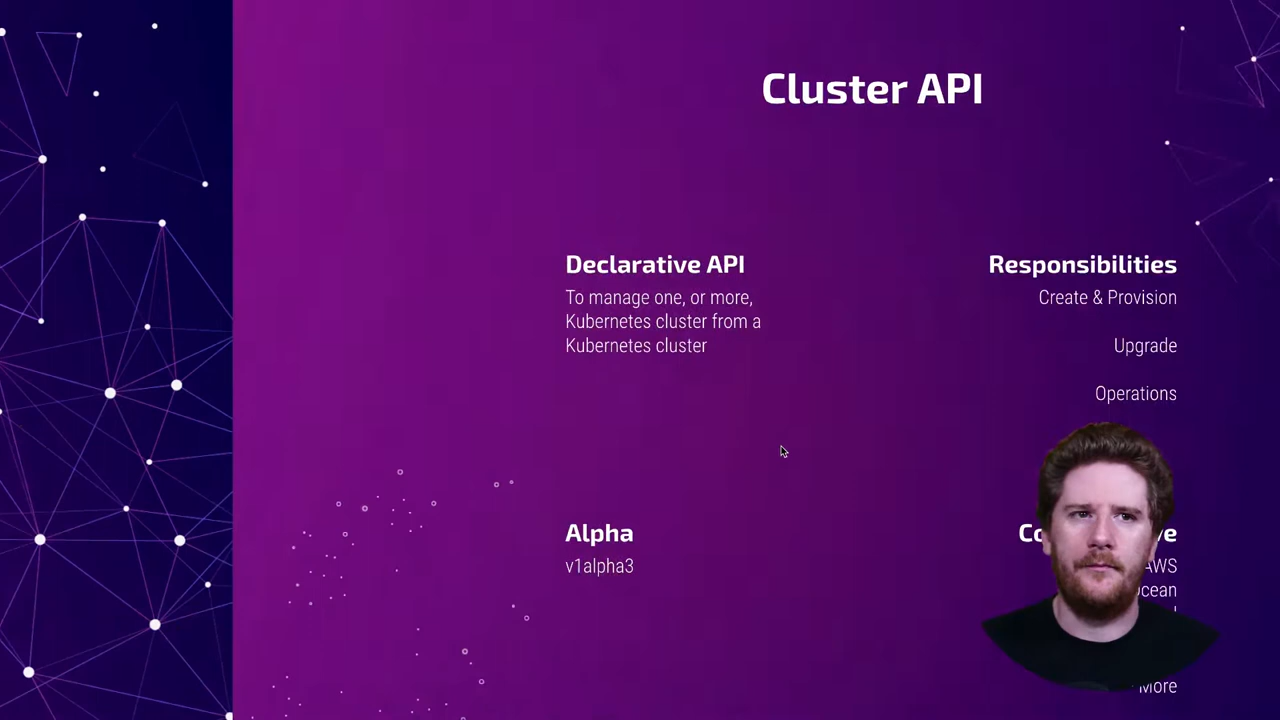 Cluster API
Declarative API
To manage one, or more,
Kubernetes cluster from a
Kubernetes cluster
Responsibilities
Create & Provision
Upgrade
Operations
Alpha
v1alpha3
AWS
More